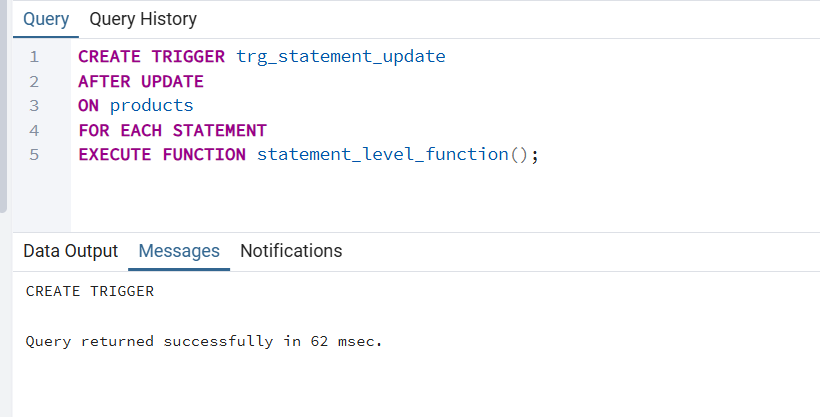 Query Query History
1 CREATE TRIGGER trg_statement_update
2 AFTER UPDATE
3 ON products
4 FOR EACH STATEMENT
5 EXECUTE FUNCTION statement_level_function();
Data Output Messages Notifications
CREATE TRIGGER
Query returned successfully in 62 msec.